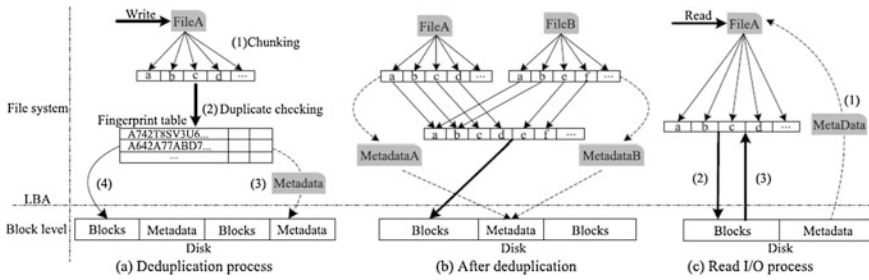 Write
FileA
(1)Chunking
a b c d ...
(2)Duplicate checking
Fingerprint table
A742T8SV3U6...
A642A77ABD7...
...
(4)
(3)
Metadata
Blocks Metadata Blocks Metadata
Disk
(a) Deduplication process
File system
LBA
Block level
FileA FileB
a b c d ... a b e f ...
a b c d e f ...
MetadataA MetadataB
Blocks Metadata Blocks
Disk
(b) After deduplication
Read
FileA
(1)
a b c d ...
MetaData
(2) (3)
Blocks Metadata
Disk
(c) Read I/O process